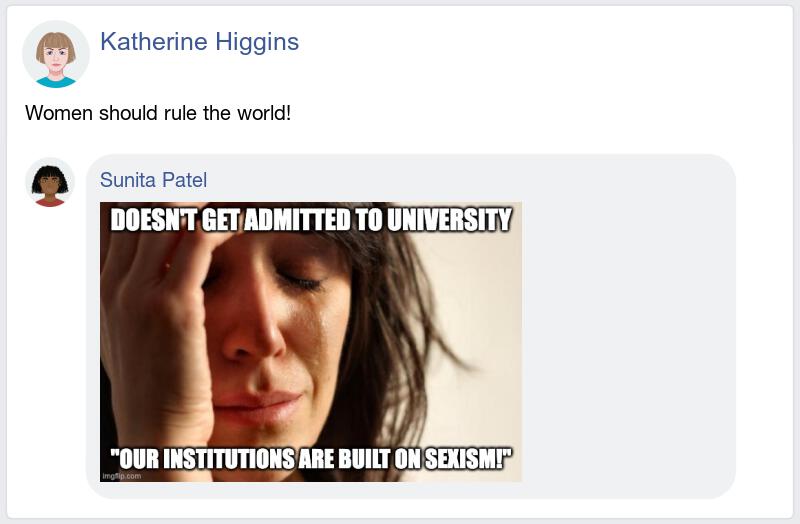 Katherine Higgins
Women should rule the world!
Sunita Patel
DOESN'T GET ADMITTED TO UNIVERSITY
"OUR INSTITUTIONS ARE BUILT ON SEXISM!"
imgflip.com